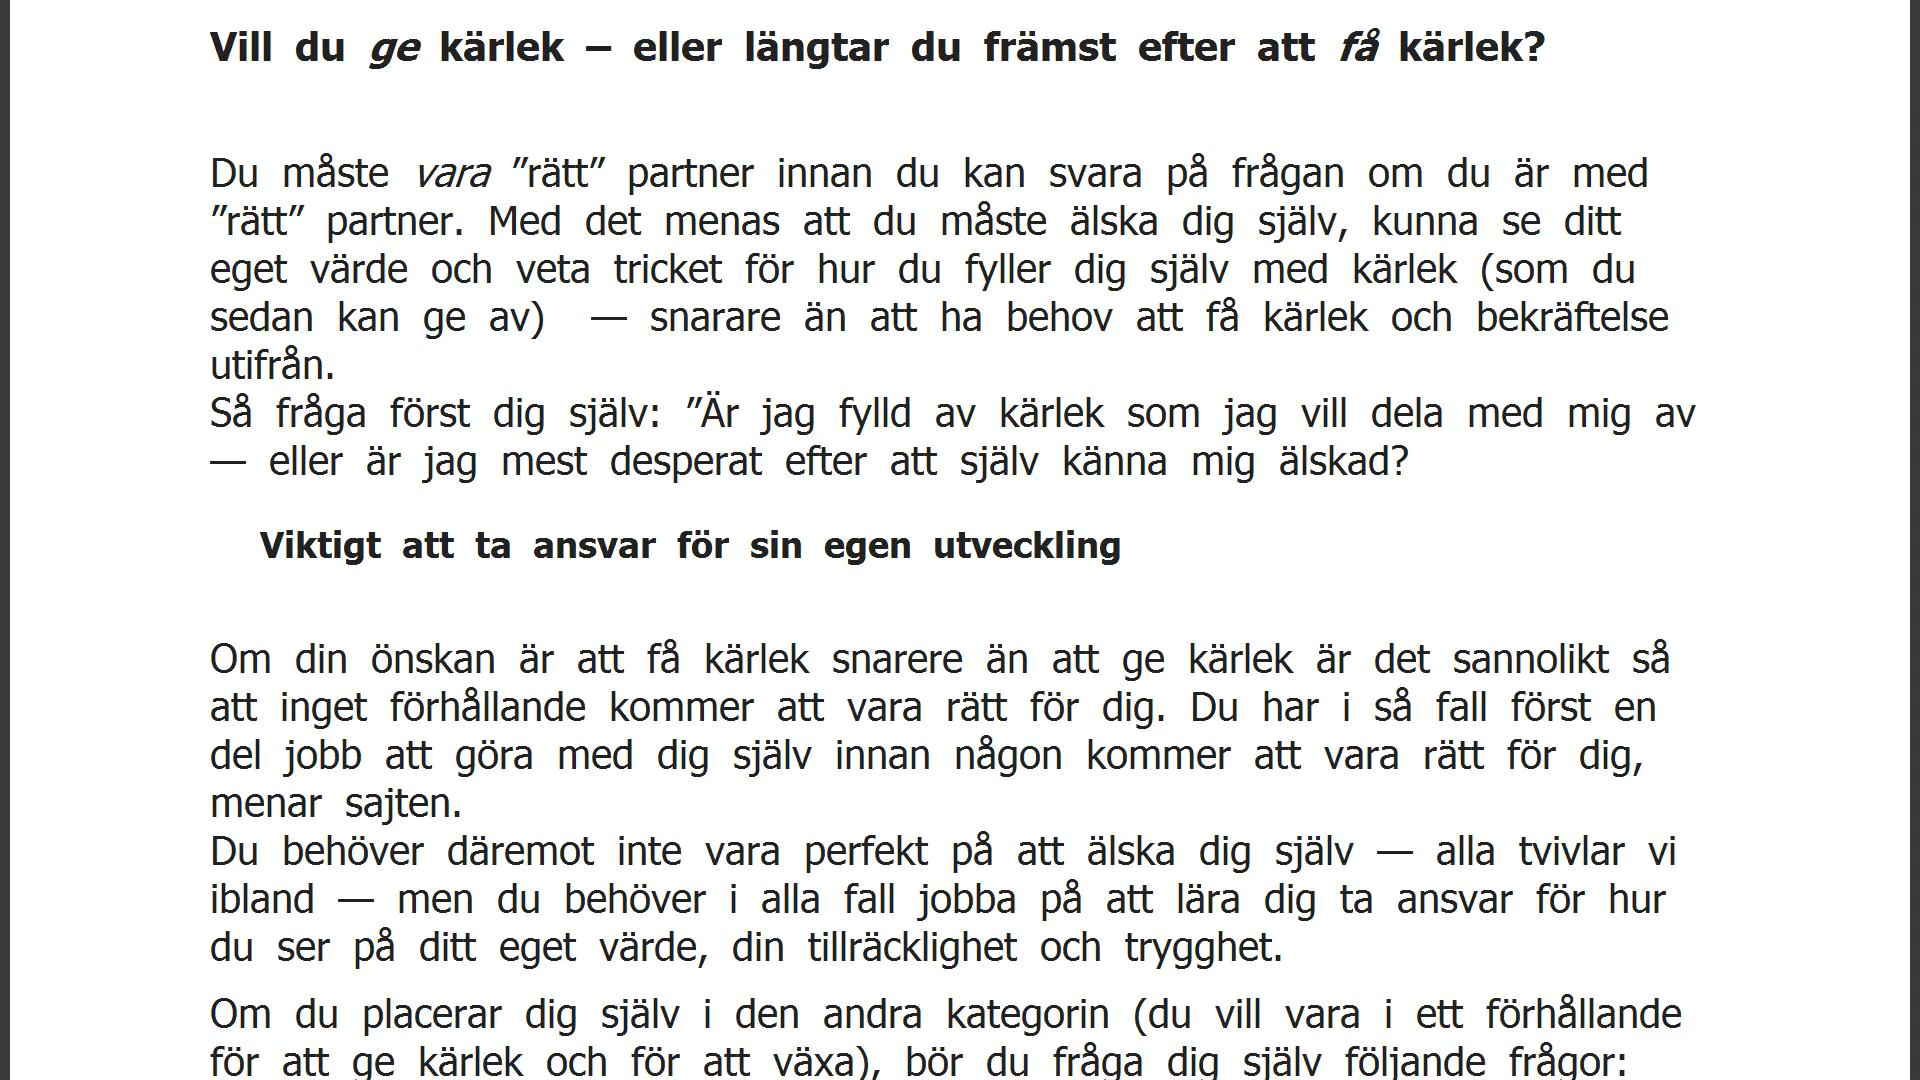 Vill du ge kärlek – eller längtar du främst efter att få kärlek?
Du måste vara ”rätt” partner innan du kan svara på frågan om du är med
”rätt” partner. Med det menas att du måste älska dig själv, kunna se ditt
eget värde och veta tricket för hur du fyller dig själv med kärlek (som du
sedan kan ge av)  — snarare än att ha behov att få kärlek och bekräftelse
utifrån.
Så fråga först dig själv: ”Är jag fylld av kärlek som jag vill dela med mig av
— eller är jag mest desperat efter att själv känna mig älskad?
Viktigt att ta ansvar för sin egen utveckling
Om din önskan är att få kärlek snarere än att ge kärlek är det sannolikt så
att inget förhållande kommer att vara rätt för dig. Du har i så fall först en
del jobb att göra med dig själv innan någon kommer att vara rätt för dig,
menar sajten.
Du behöver däremot inte vara perfekt på att älska dig själv — alla tvivlar vi
ibland — men du behöver i alla fall jobba på att lära dig ta ansvar för hur
du ser på ditt eget värde, din tillräcklighet och trygghet.
Om du placerar dig själv i den andra kategorin (du vill vara i ett förhållande
för att ge kärlek och för att växa), bör du fråga dig själv följande frågor: